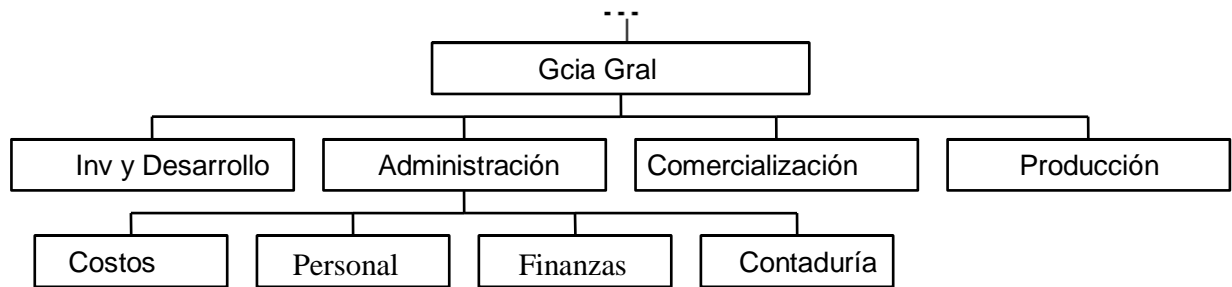 ---
Gcia Gral
Inv y Desarrollo Administración Comercialización Producción
Costos Personal Finanzas Contaduría